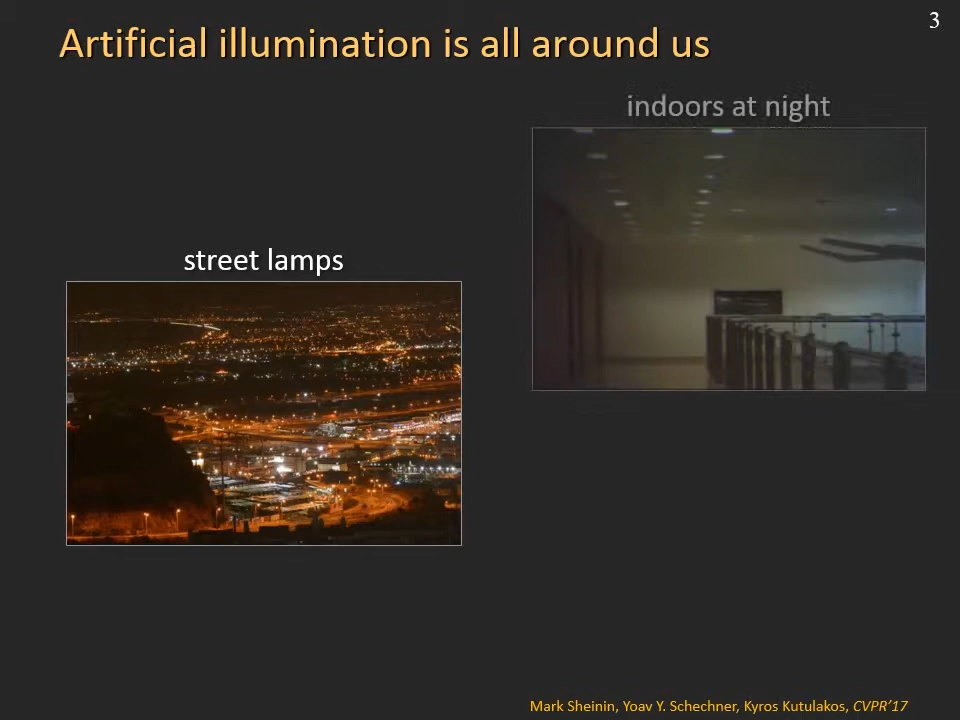 3
Artificial illumination is all around us
indoors at night
street lamps
Mark Sheinin, Yoav Y. Schechner, Kyros Kutulakos, CVPR’17